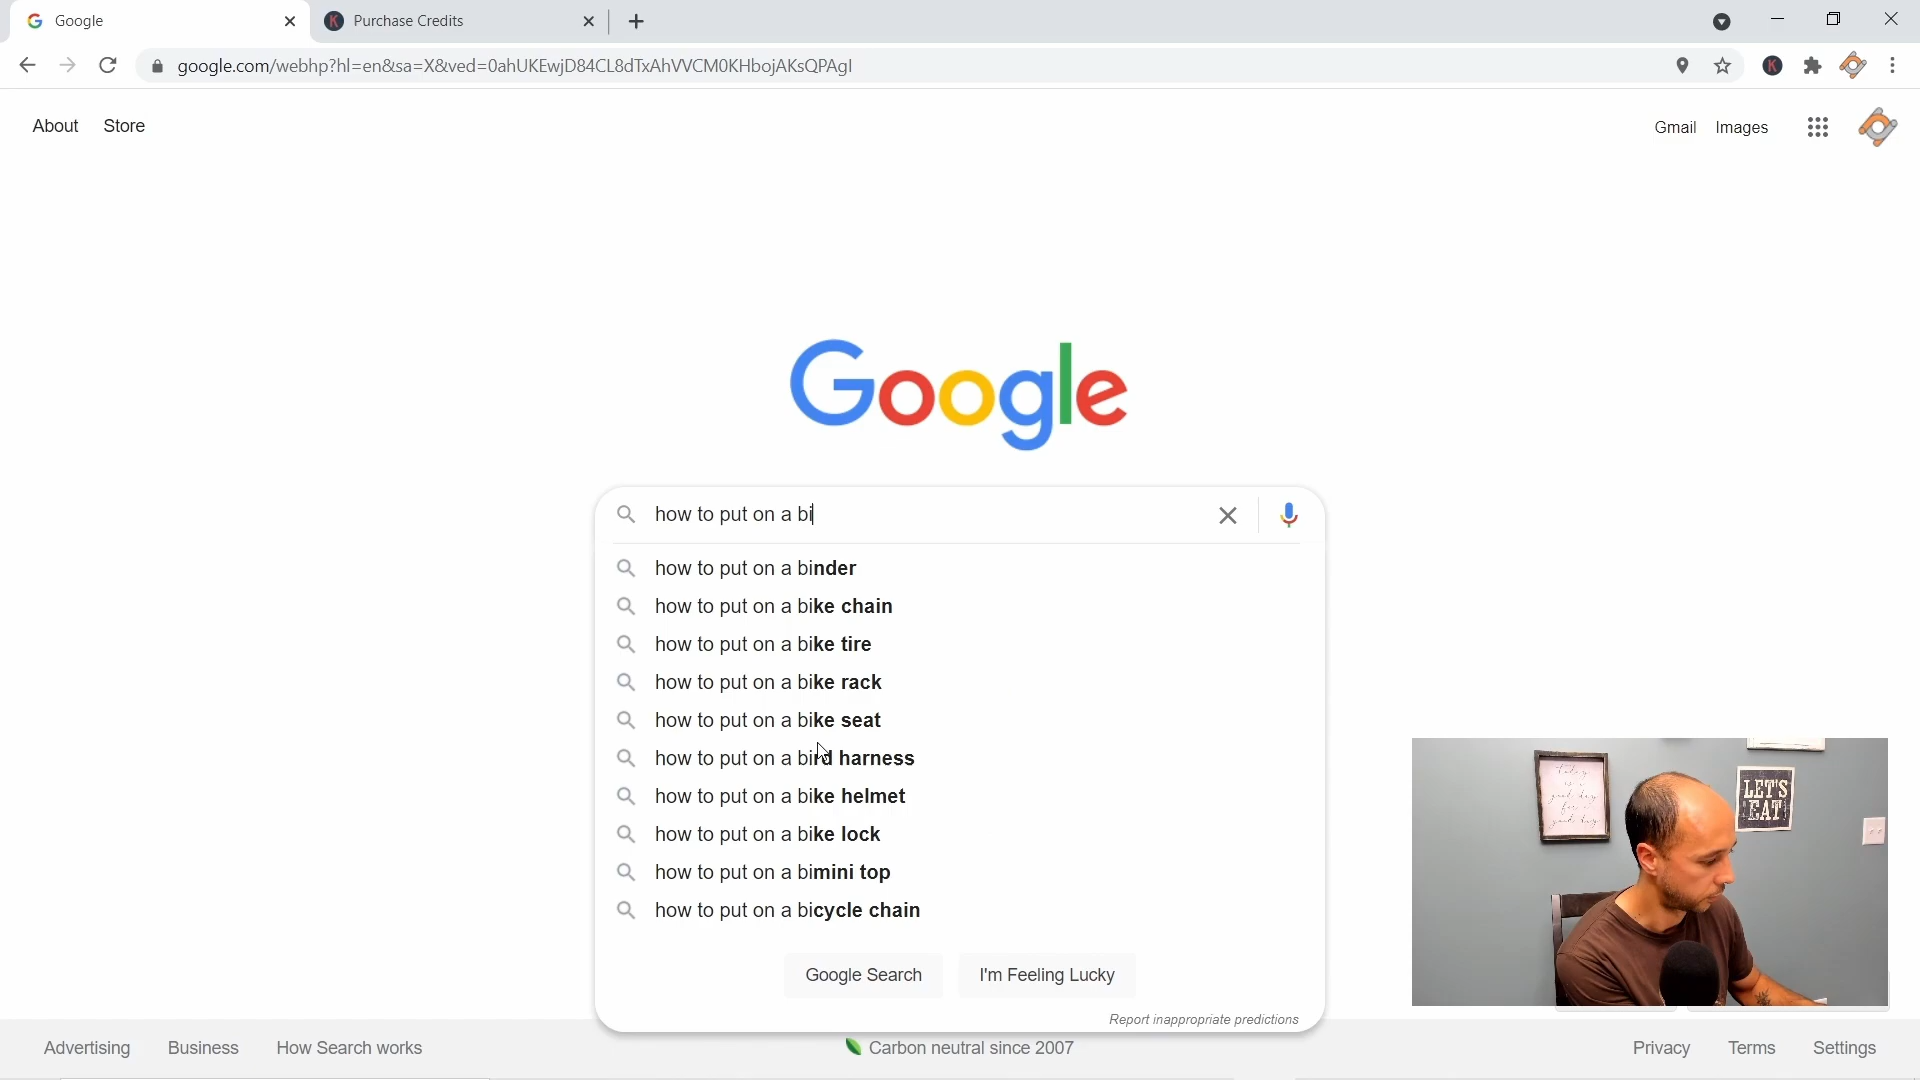 Google
Purchase Credits
google.com/webhp?hl=en&sa=X&ved=0ahUKEwjD84CL8dTxAhVVCM0KHbojAKsQPAgI
About
Store
Gmail
Images
Google
how to put on a bi
how to put on a binder
how to put on a bike chain
how to put on a bike tire
how to put on a bike rack
how to put on a bike seat
how to put on a bird harness
how to put on a bike helmet
how to put on a bike lock
how to put on a bimini top
how to put on a bicycle chain
Google Search
I'm Feeling Lucky
Report inappropriate predictions
LET'S
EAT
Advertising
Business
How Search works
Carbon neutral since 2007
Privacy
Terms
Settings